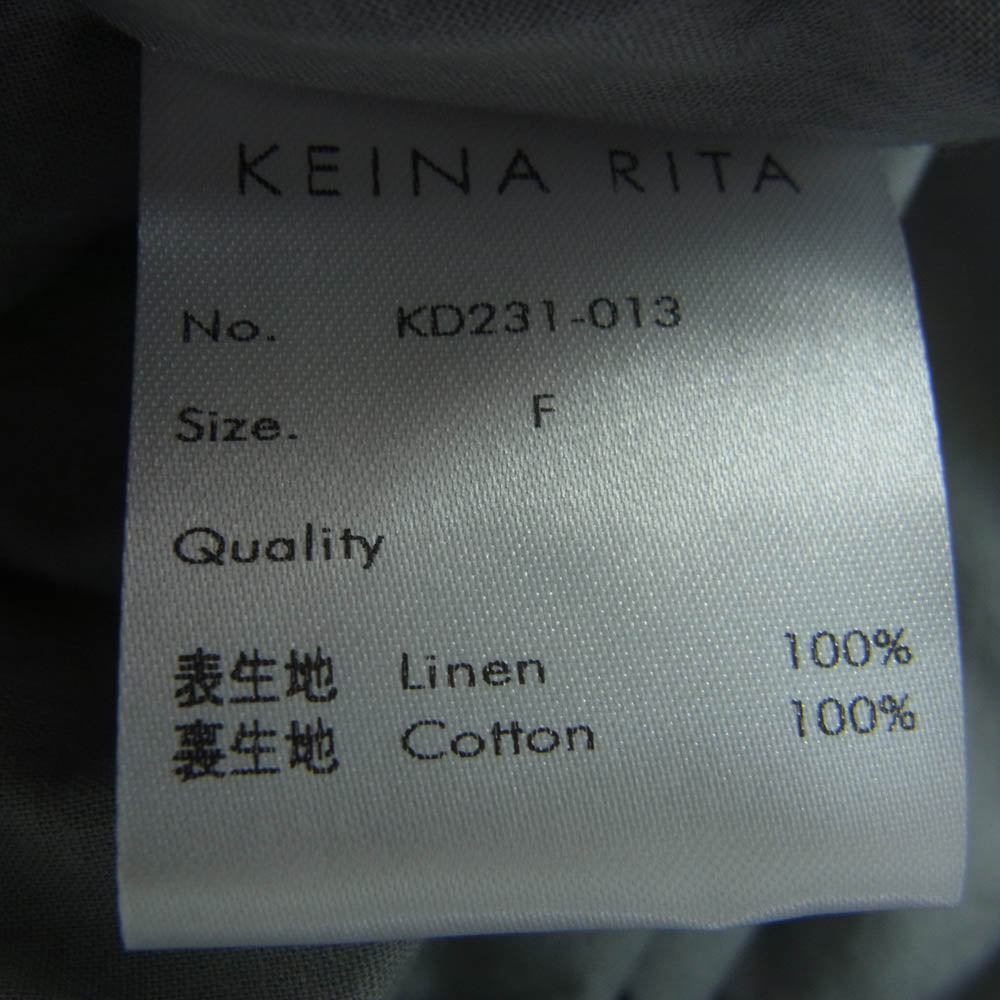 KEINA RITA
No. KD231-013
Size. F
Quality
表生地 Linen 100%
裏生地 Cotton 100%